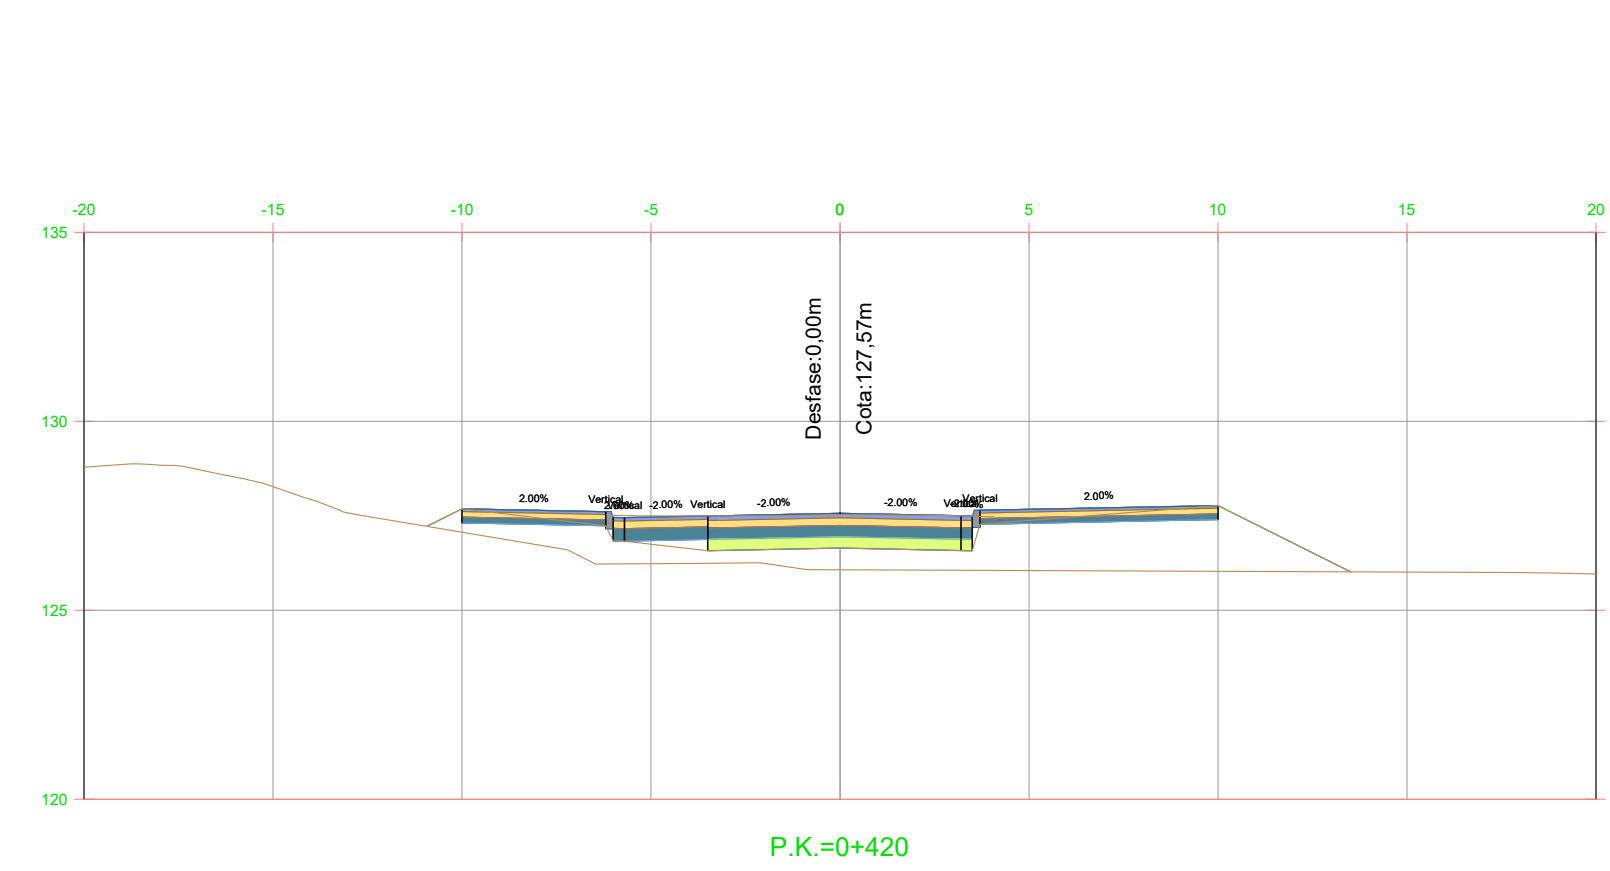 -20 -15 -10 -5 0 5 10 15 20
135
Desfase:0,00m
Cota:127,57m
130
2.00% Vertical -2.00% Vertical -2.00% -2.00% Vertical 2.00%
125
120
P.K.=0+420